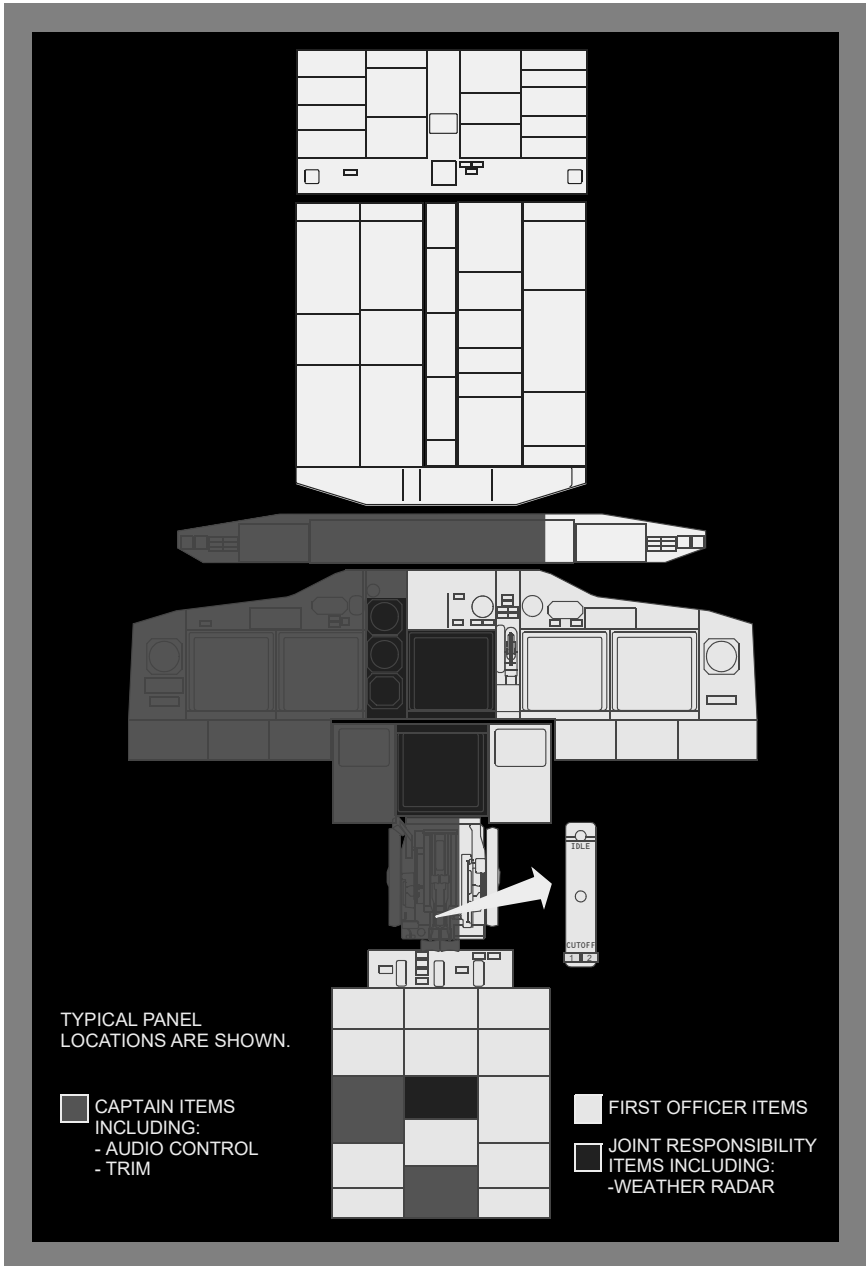 IDLE
CUTOFF
1 2
TYPICAL PANEL
LOCATIONS ARE SHOWN.
CAPTAIN ITEMS
INCLUDING:
- AUDIO CONTROL
- TRIM
FIRST OFFICER ITEMS
JOINT RESPONSIBILITY
ITEMS INCLUDING:
-WEATHER RADAR